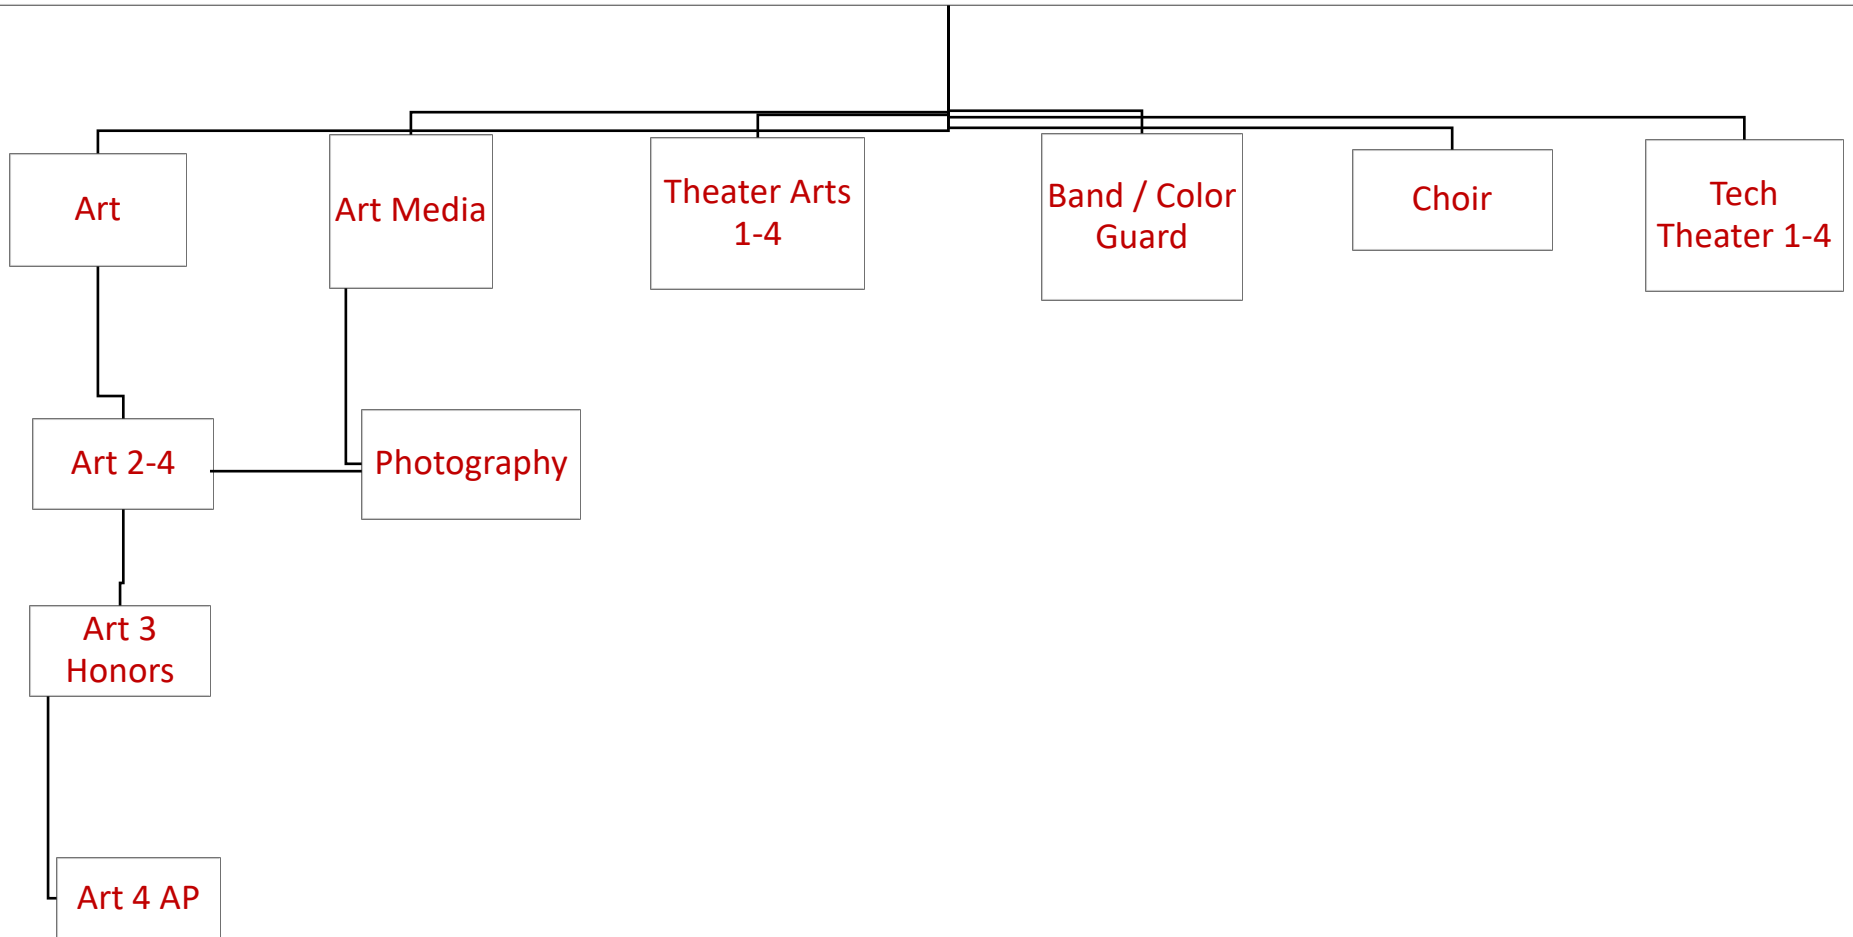 Art
Art Media
Theater Arts
1-4
Band / Color
Guard
Choir
Tech
Theater 1-4
Art 2-4
Photography
Art 3
Honors
Art 4 AP